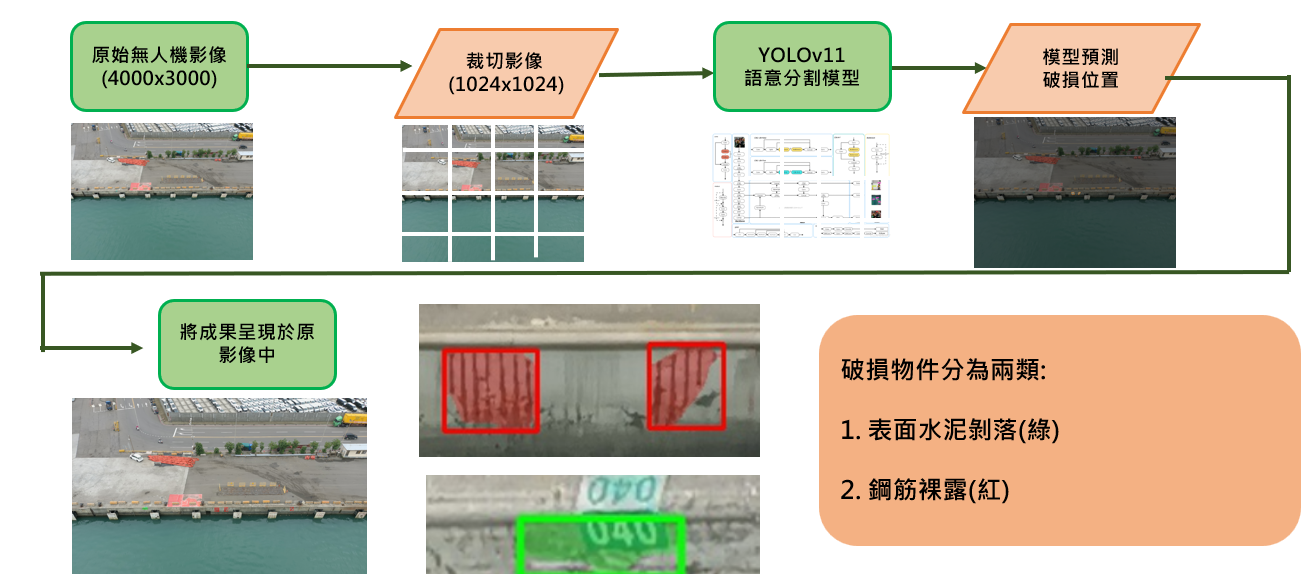 原始無人機影像
(4000x3000)
裁切影像
(1024x1024)
YOLOv11
語意分割模型
模型預測
破損位置
將成果呈現於原
影像中
040
040
破損物件分為兩類:
1. 表面水泥剝落(綠)
2. 鋼筋裸露(紅)